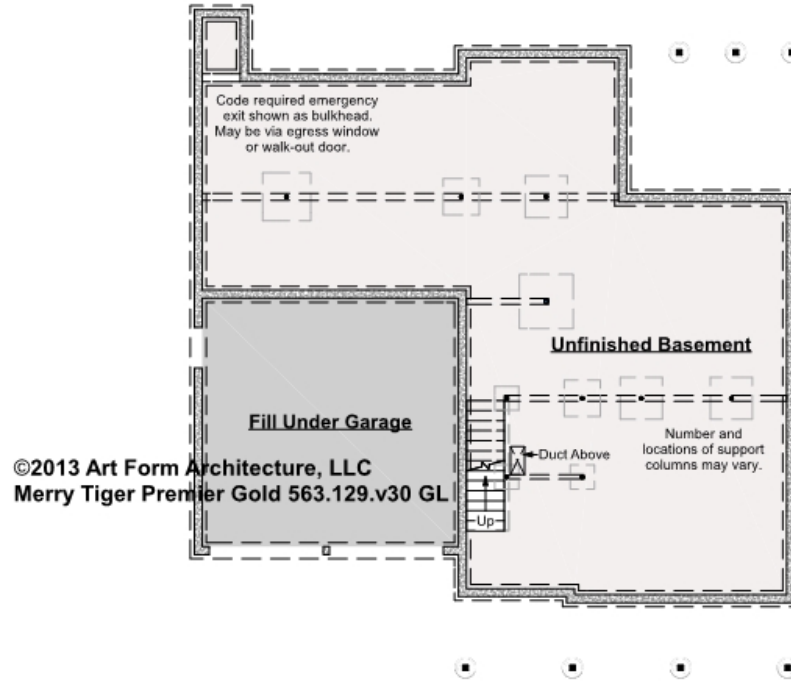 Code required emergency
exit shown as bulkhead.
May be via egress window
or walk-out door.
Unfinished Basement
Fill Under Garage
Number and
locations of support
columns may vary.
Duct Above
©2013 Art Form Architecture, LLC
Merry Tiger Premier Gold 563.129.v30 GL
Up